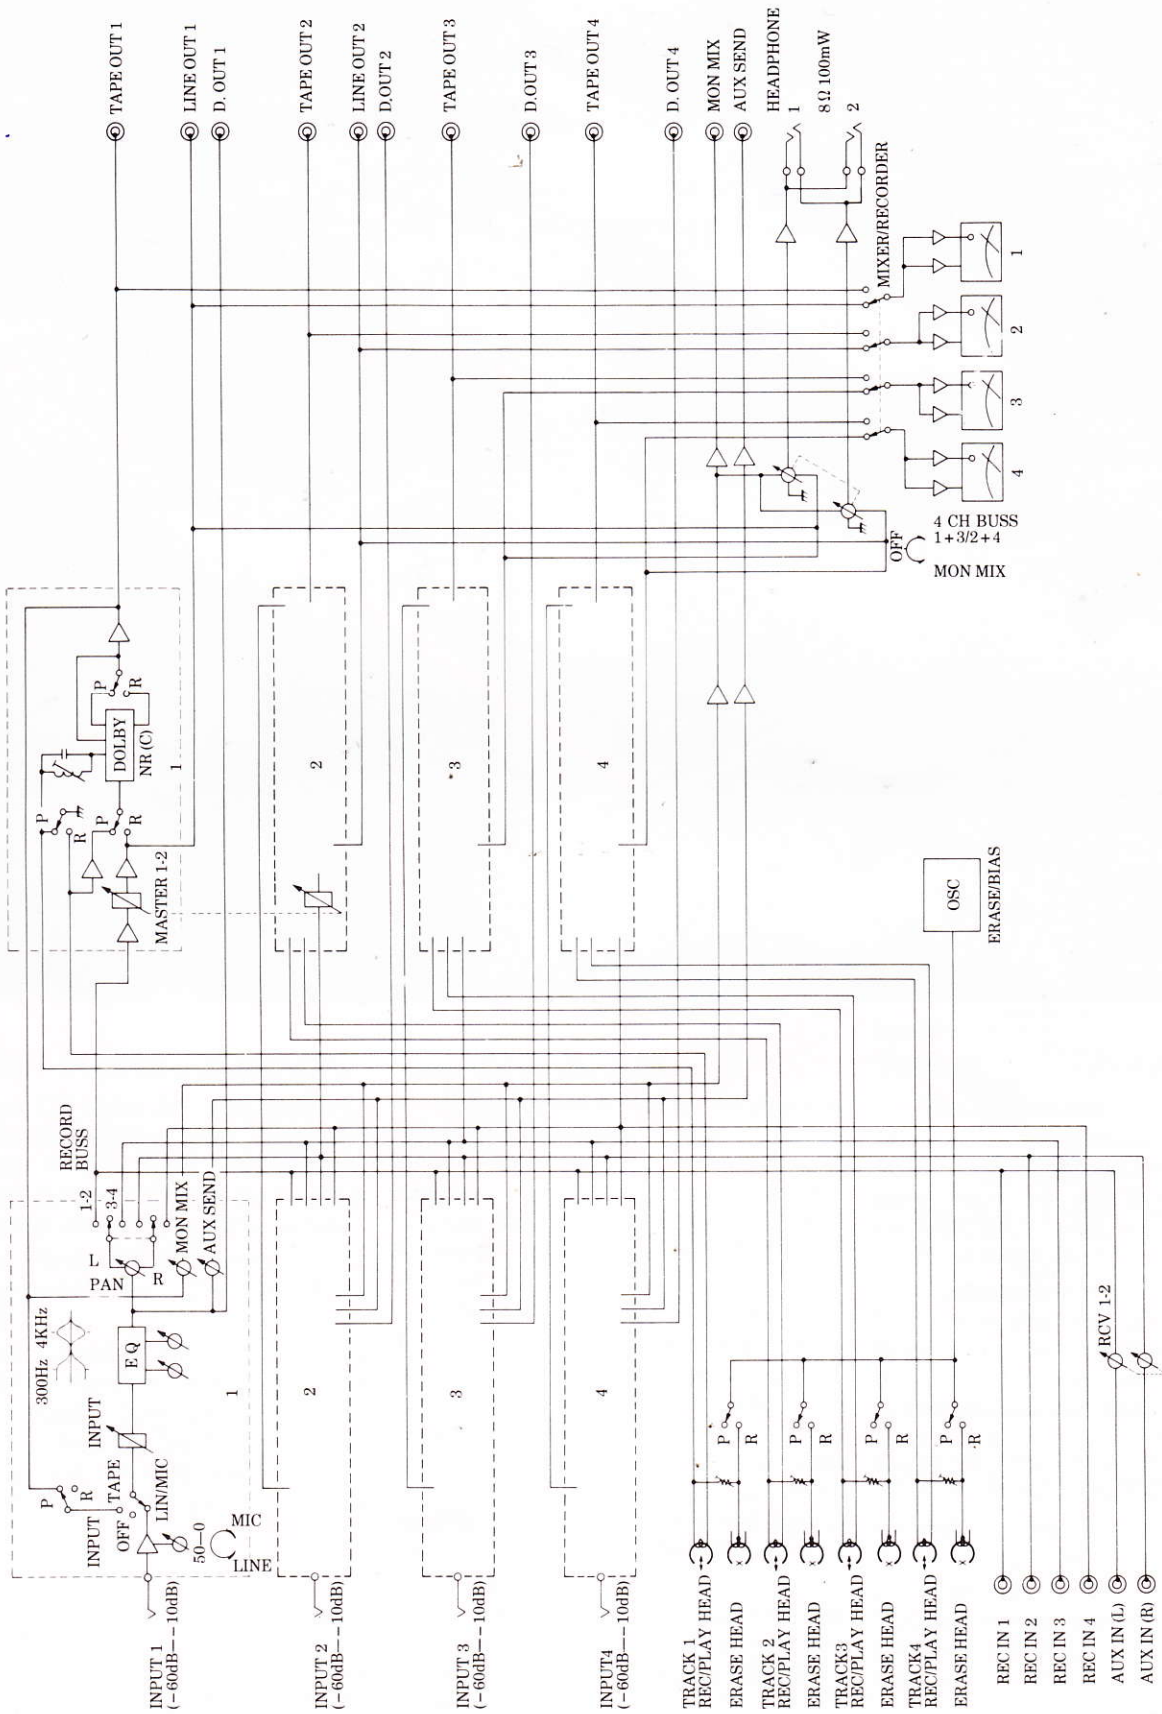 TAPE OUT 1
LINE OUT 1
D. OUT 1
TAPE OUT 2
LINE OUT 2
D.OUT 2
TAPE OUT 3
D.OUT 3
TAPE OUT 4
D. OUT 4
MON MIX
AUX SEND
HEADPHONE
1
8Ω 100mW
2
MIXER/RECORDER
1
2
3
4
4 CH BUSS
1+3/2+4
OFF
MON MIX
P
R
DOLBY
NR (C)
P
R
P
R
1
MASTER 1-2
2
3
4
OSC
ERASE/BIAS
RECORD
BUSS
1-2
3-4
L
PAN
R
MON MIX
AUX SEND
300Hz 4KHz
EQ
INPUT
1
P
R
TAPE
INPUT
OFF
LIN/MIC
50—0
MIC
LINE
2
3
4
RCV 1-2
P
R
P
R
P
R
P
R
INPUT 1
(−60dB−−−10dB)
INPUT 2
(−60dB−−−10dB)
INPUT 3
(−60dB−−−10dB)
INPUT4
(−60dB−−−10dB)
TRACK 1
REC/PLAY HEAD
ERASE HEAD
TRACK 2
REC/PLAY HEAD
ERASE HEAD
TRACK3
REC/PLAY HEAD
ERASE HEAD
TRACK4
REC/PLAY HEAD
ERASE HEAD
REC IN 1
REC IN 2
REC IN 3
REC IN 4
AUX IN (L)
AUX IN (R)